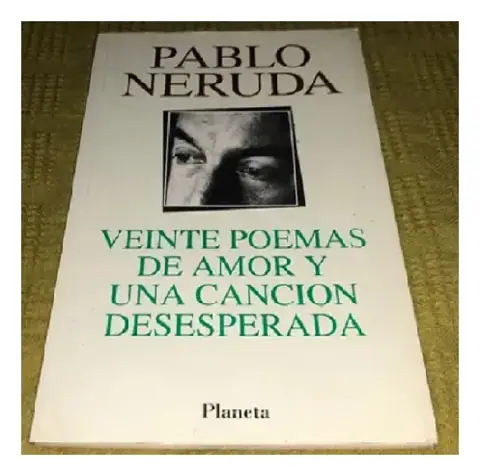 PABLO
NERUDA
VEINTE POEMAS
DE AMOR Y
UNA CANCION
DESESPERADA
Planeta